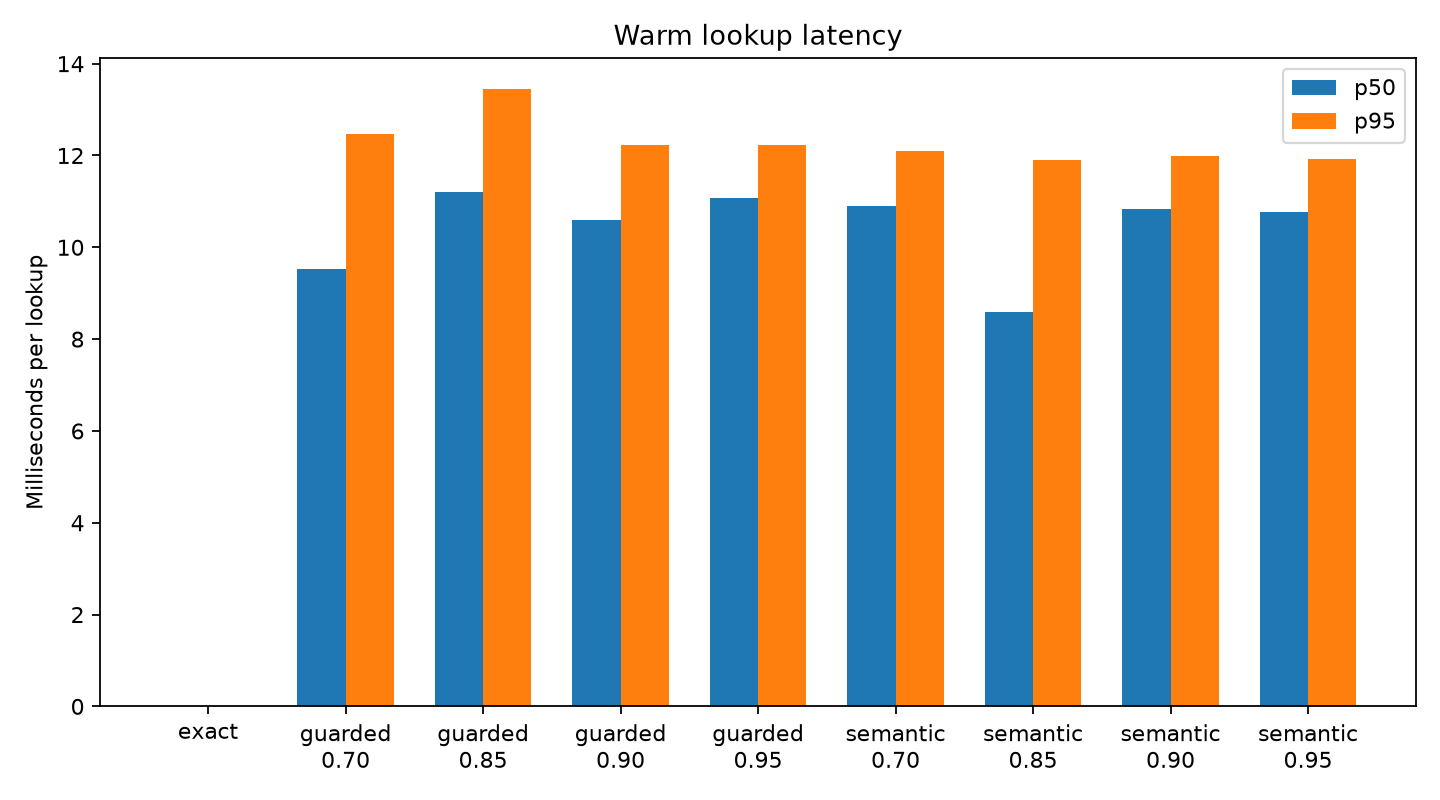 Warm lookup latency
p50
p95
Milliseconds per lookup
14
12
10
8
6
4
2
0
exact
guarded
0.70
guarded
0.85
guarded
0.90
guarded
0.95
semantic
0.70
semantic
0.85
semantic
0.90
semantic
0.95